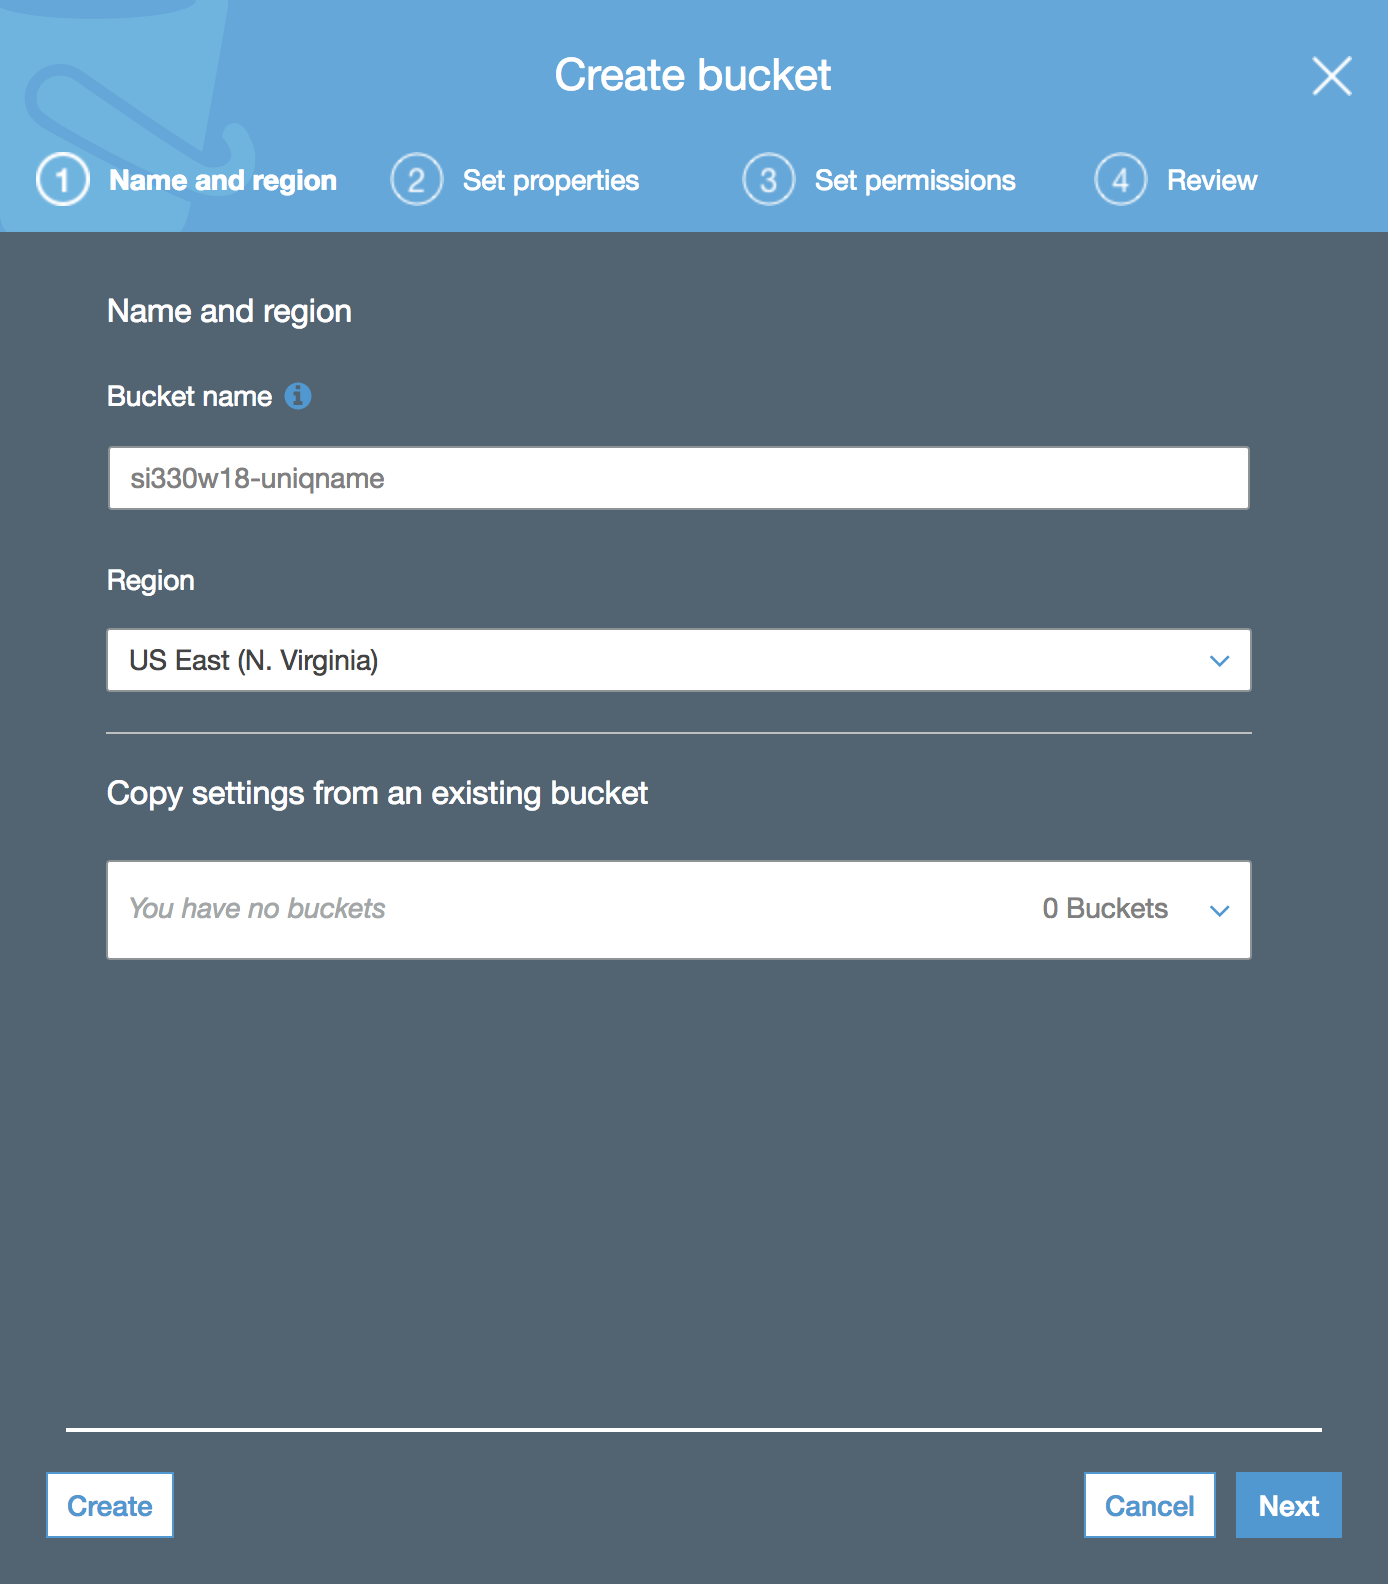 Create bucket
1 Name and region
2 Set properties
3 Set permissions
4 Review
Name and region
Bucket name
si330w18-uniqname
Region
US East (N. Virginia)
Copy settings from an existing bucket
You have no buckets 0 Buckets
Create
Cancel
Next